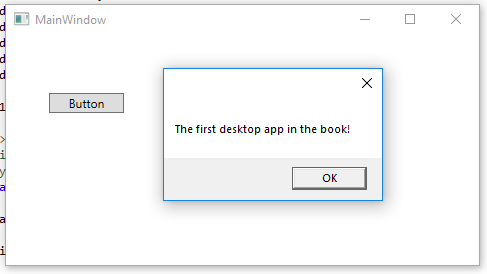 MainWindow
Button
The first desktop app in the book!
OK